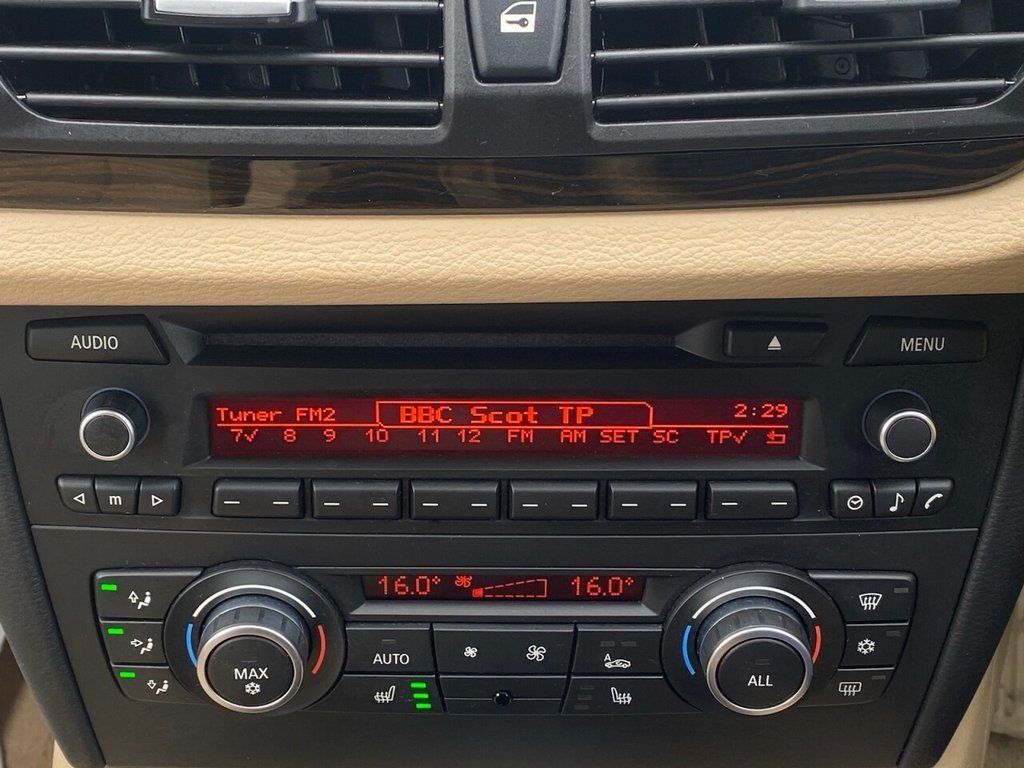 AUDIO MENU
Tuner FM2 BBC Scot TP 2:29
7✓ 8 9 10 11 12 FM AM SET SC TP✓
m
16.0° 16.0°
MAX AUTO A ALL